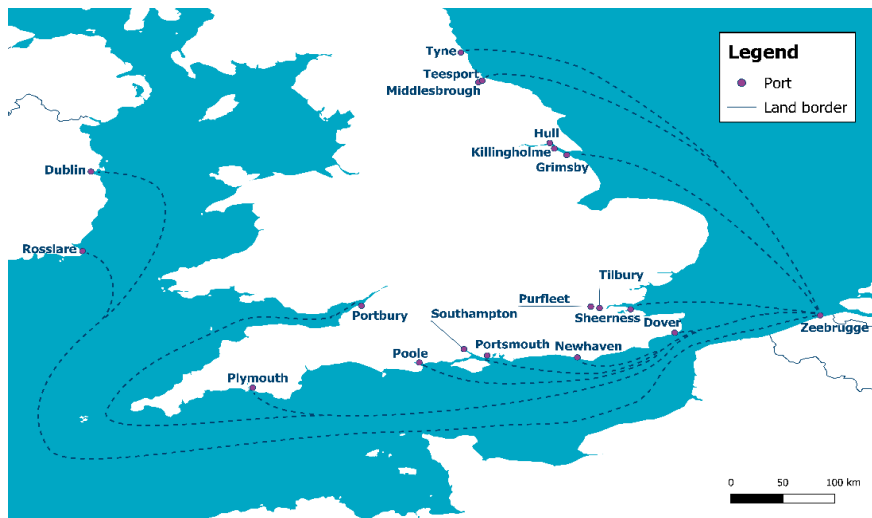 Tyne
Legend
Teesport
Port
Middlesbrough
Land border
Hull
Killingholme
Grimsby
Dublin
Rosslare
Tilbury
Purfleet
Southampton
Portbury
Sheerness
Dover
Zeebrugge
Portsmouth
Newhaven
Poole
Plymouth
0 50 100 km